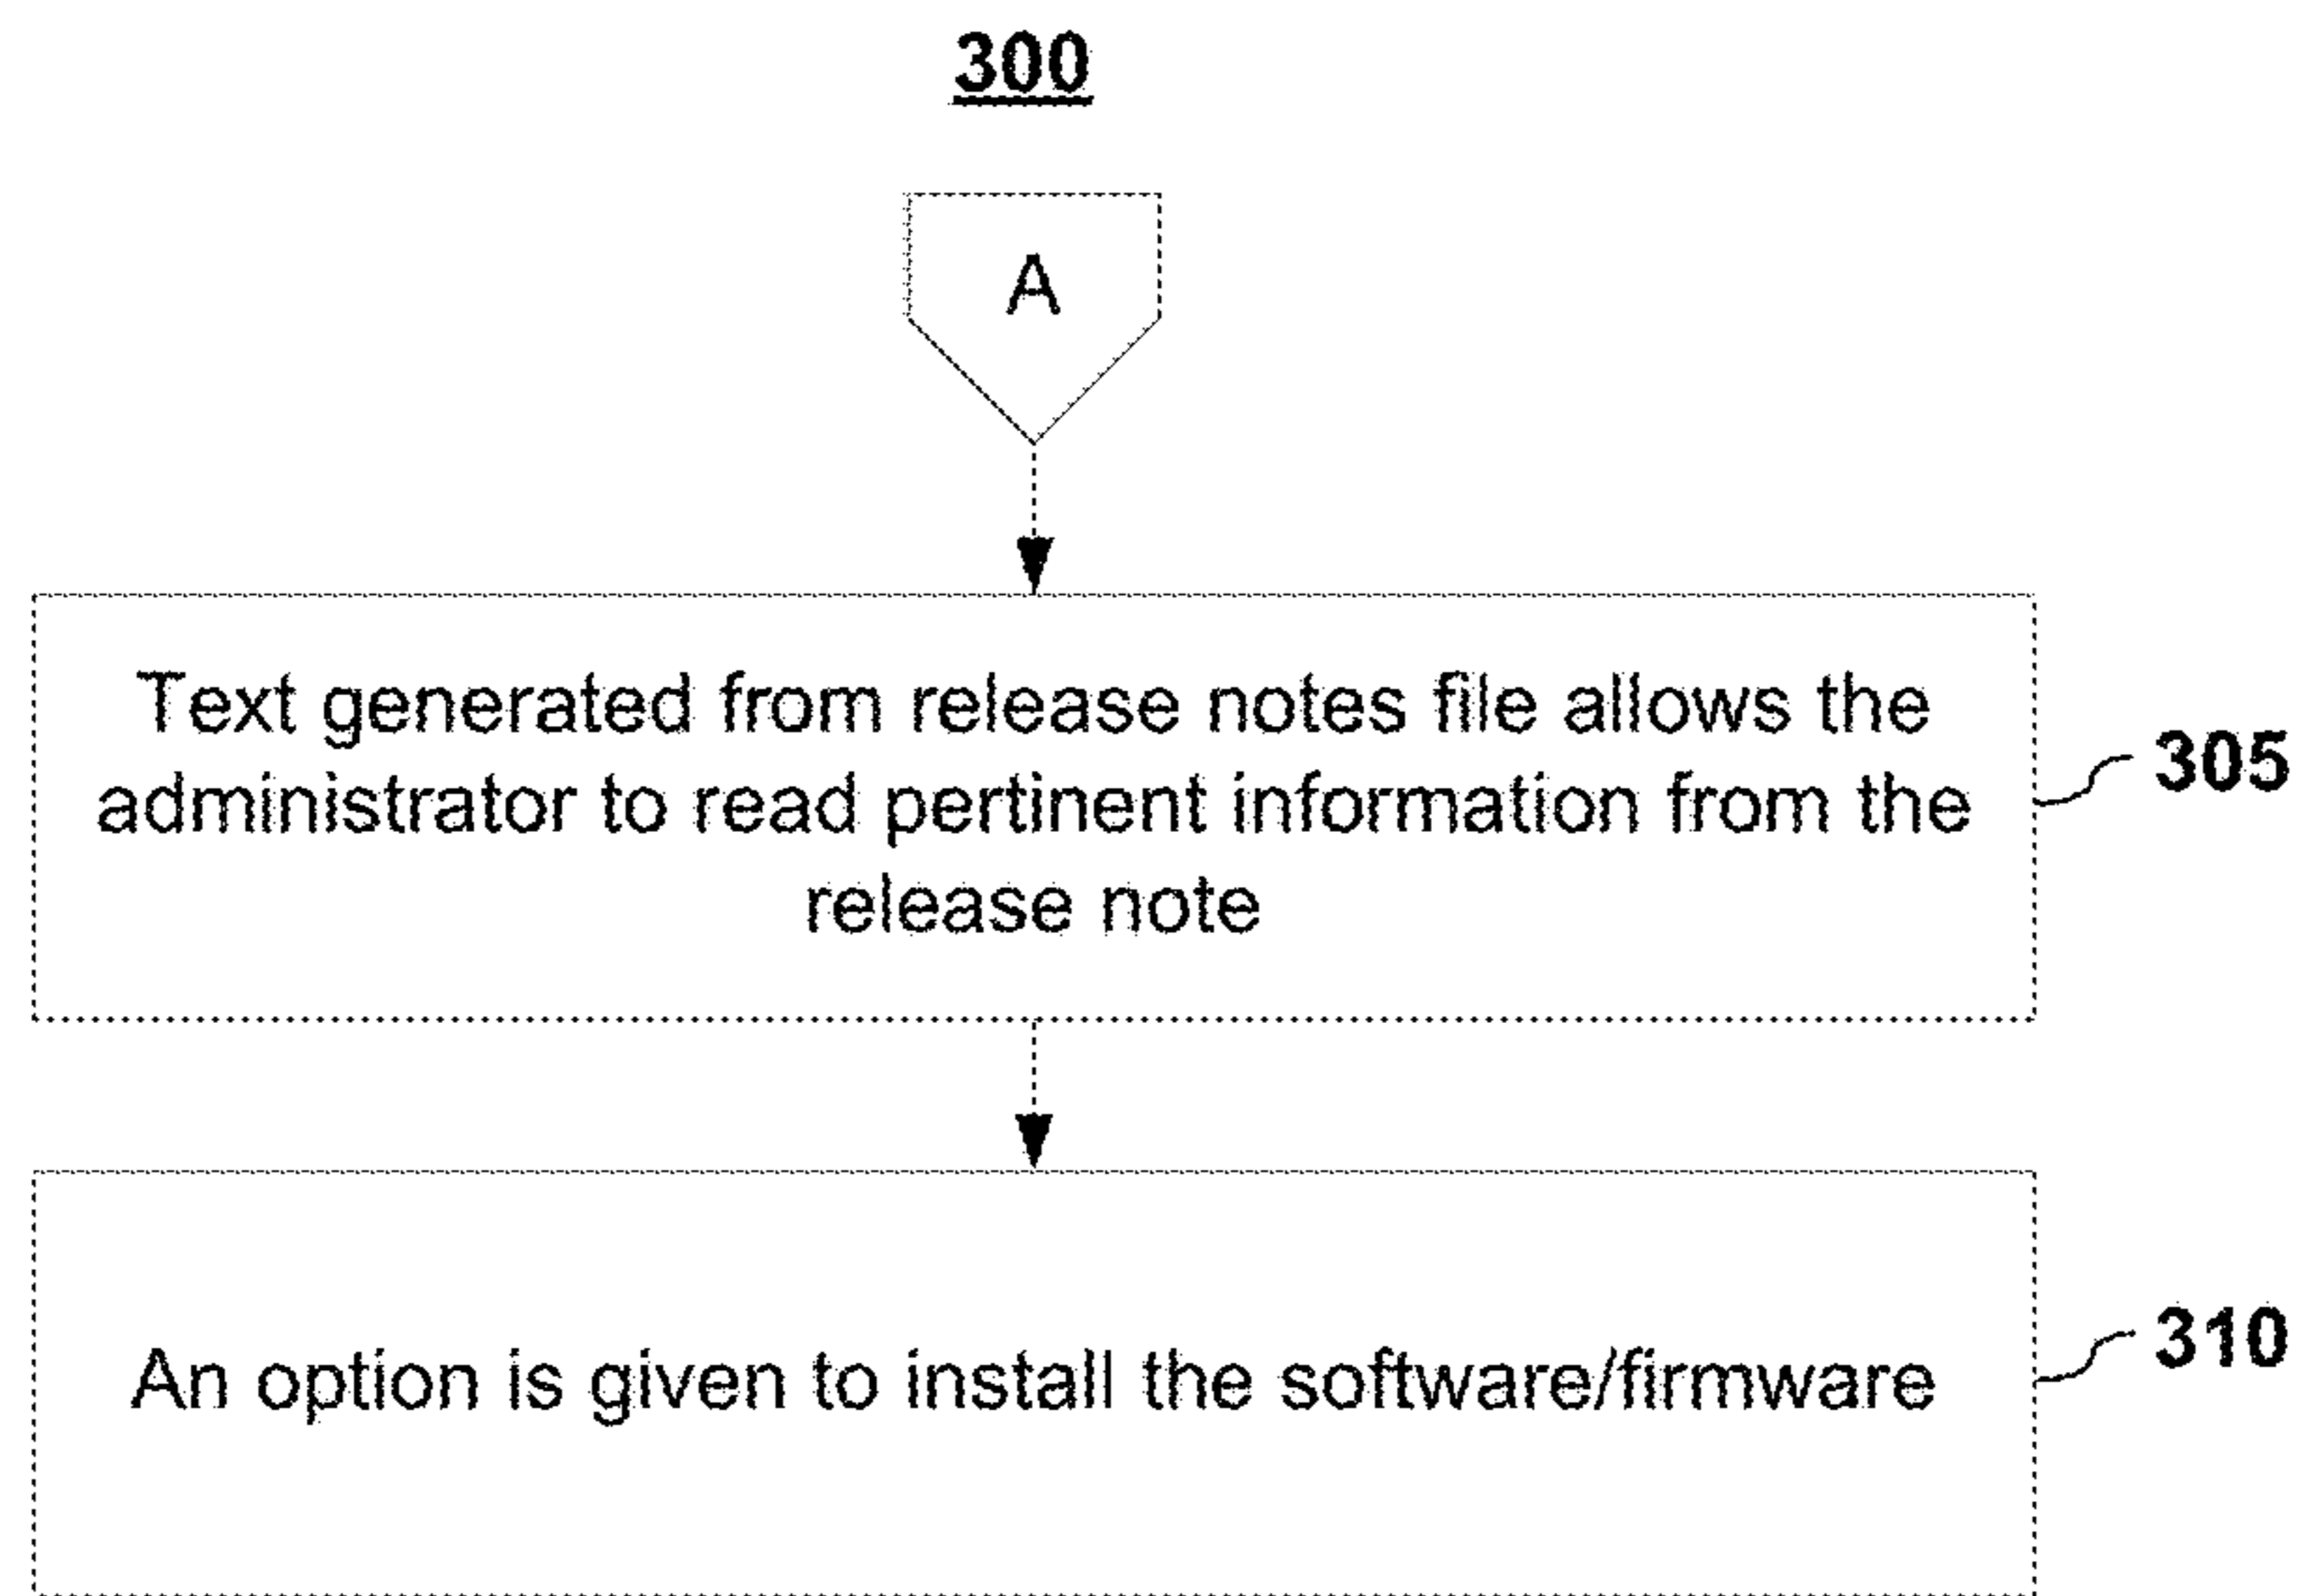 300
A
Text generated from release notes file allows the
administrator to read pertinent information from the
release note
305
An option is given to install the software/firmware
310